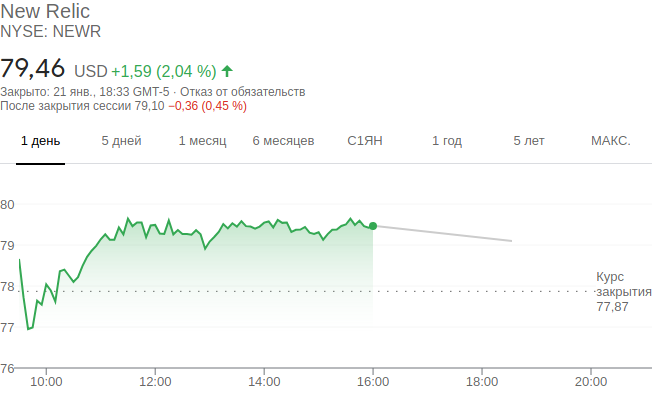 New Relic
NYSE: NEWR
79,46 USD +1,59 (2,04 %)
Закрыто: 21 янв., 18:33 GMT-5 · Отказ от обязательств
После закрытия сессии 79,10 −0,36 (0,45 %)
1 день 5 дней 1 месяц 6 месяцев С1ЯН 1 год 5 лет МАКС.
80
79
78
77
76
Курс
закрытия
77,87
10:00 12:00 14:00 16:00 18:00 20:00